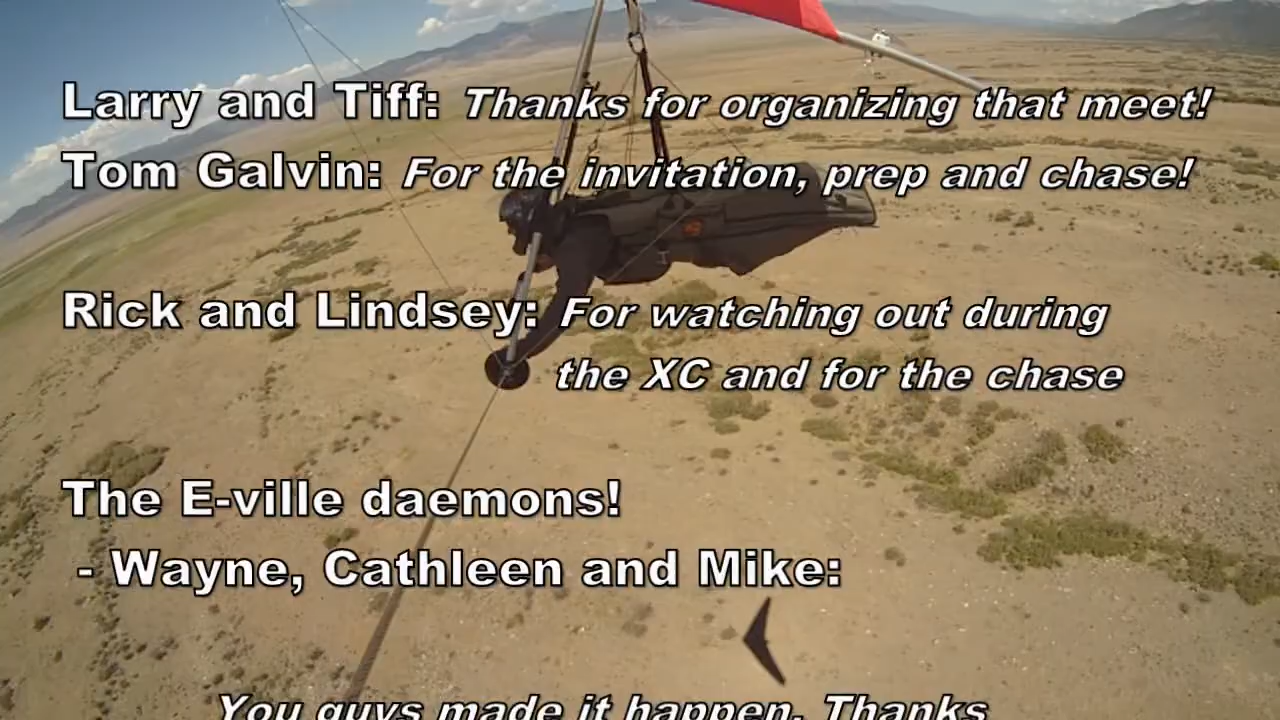 Larry and Tiff: Thanks for organizing that meet!
Tom Galvin: For the invitation, prep and chase!
Rick and Lindsey: For watching out during
the XC and for the chase
The E-ville daemons!
- Wayne, Cathleen and Mike:
You guys made it happen. Thanks